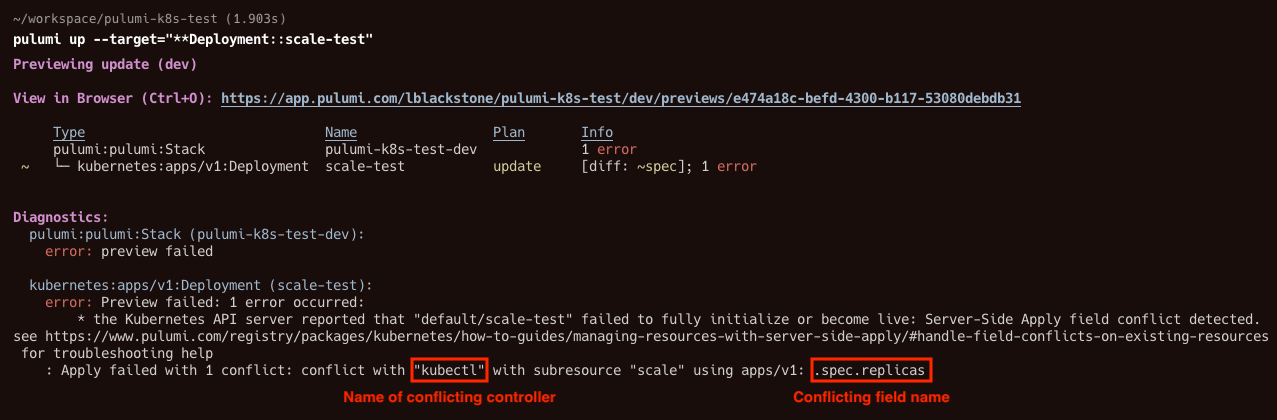 ~/workspace/pulumi-k8s-test (1.903s)
pulumi up --target="**Deployment::scale-test"
Previewing update (dev)
View in Browser (Ctrl+O): https://app.pulumi.com/lblackstone/pulumi-k8s-test/dev/previews/e474a18c-befd-4300-b117-53080debdb31
Type Name Plan Info
pulumi:pulumi:Stack pulumi-k8s-test-dev 1 error
~ └─ kubernetes:apps/v1:Deployment scale-test update [diff: ~spec]; 1 error
Diagnostics:
pulumi:pulumi:Stack (pulumi-k8s-test-dev):
error: preview failed
kubernetes:apps/v1:Deployment (scale-test):
error: Preview failed: 1 error occurred:
* the Kubernetes API server reported that "default/scale-test" failed to fully initialize or become live: Server-Side Apply field conflict detected.
see https://www.pulumi.com/registry/packages/kubernetes/how-to-guides/managing-resources-with-server-side-apply/#handle-field-conflicts-on-existing-resources
for troubleshooting help
: Apply failed with 1 conflict: conflict with "kubectl" with subresource "scale" using apps/v1: .spec.replicas
Name of conflicting controller Conflicting field name